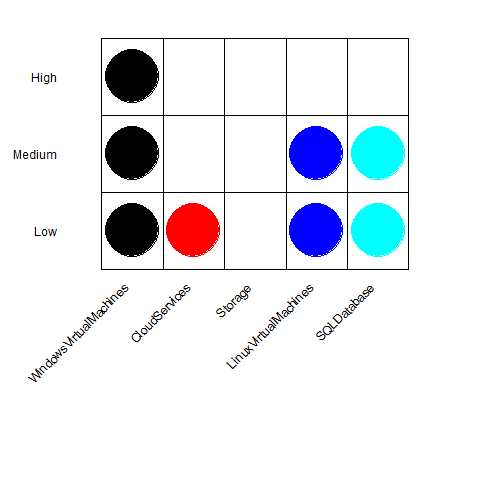 High
Medium
Low
WindowsVirtualMachines
CloudServices
Storage
LinuxVirtualMachines
SQLDatabase